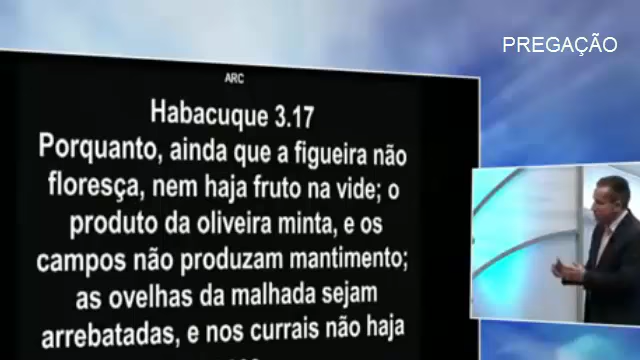 PREGAÇÃO
ARC
Habacuque 3.17
Porquanto, ainda que a figueira não
floresça, nem haja fruto na vide; o
produto da oliveira minta, e os
campos não produzam mantimento;
as ovelhas da malhada sejam
arrebatadas, e nos currais não haja